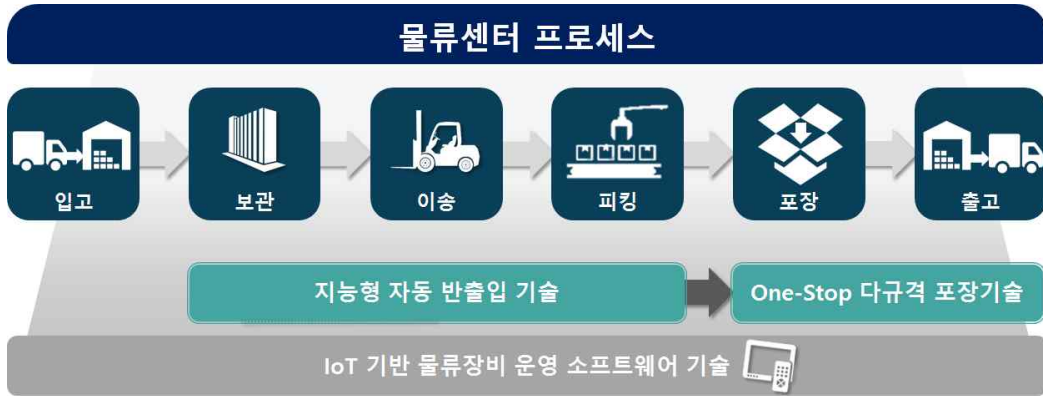 물류센터 프로세스
입고
보관
이송
피킹
포장
출고
지능형 자동 반출입 기술
One-Stop 다규격 포장기술
IoT 기반 물류장비 운영 소프트웨어 기술